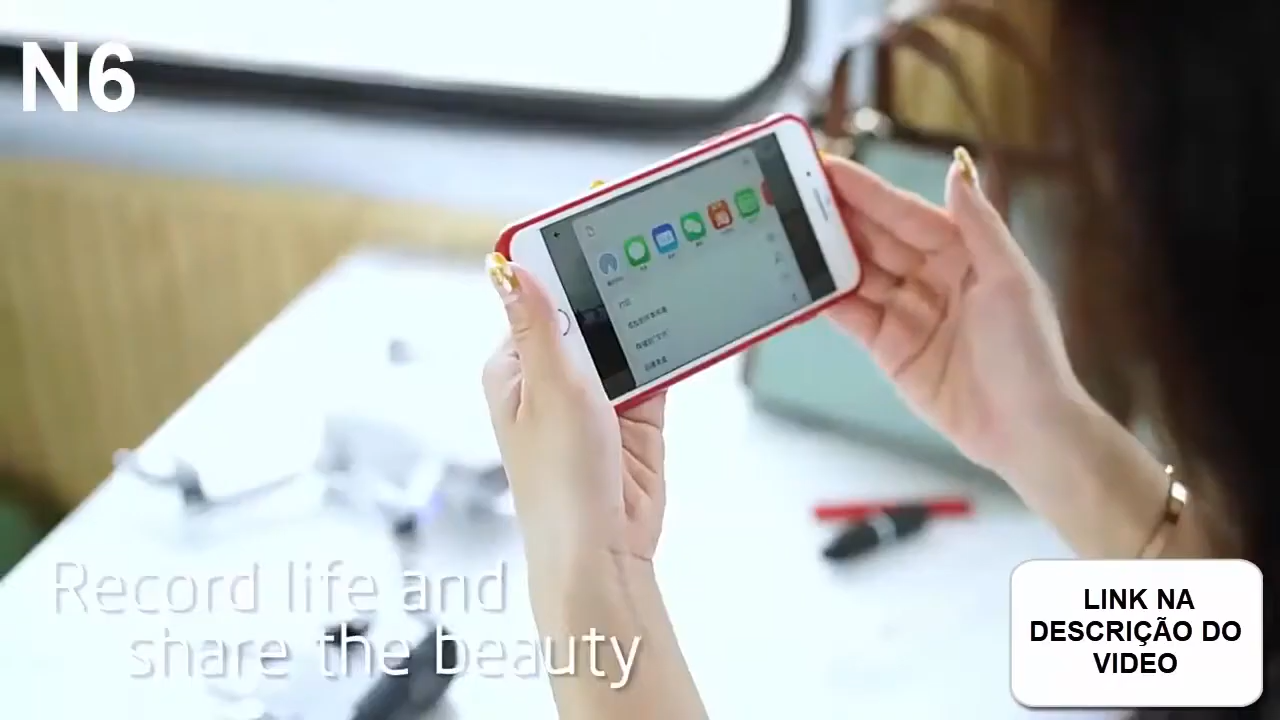 N6
Record life and
share the beauty
LINK NA
DESCRIÇÃO DO
VIDEO